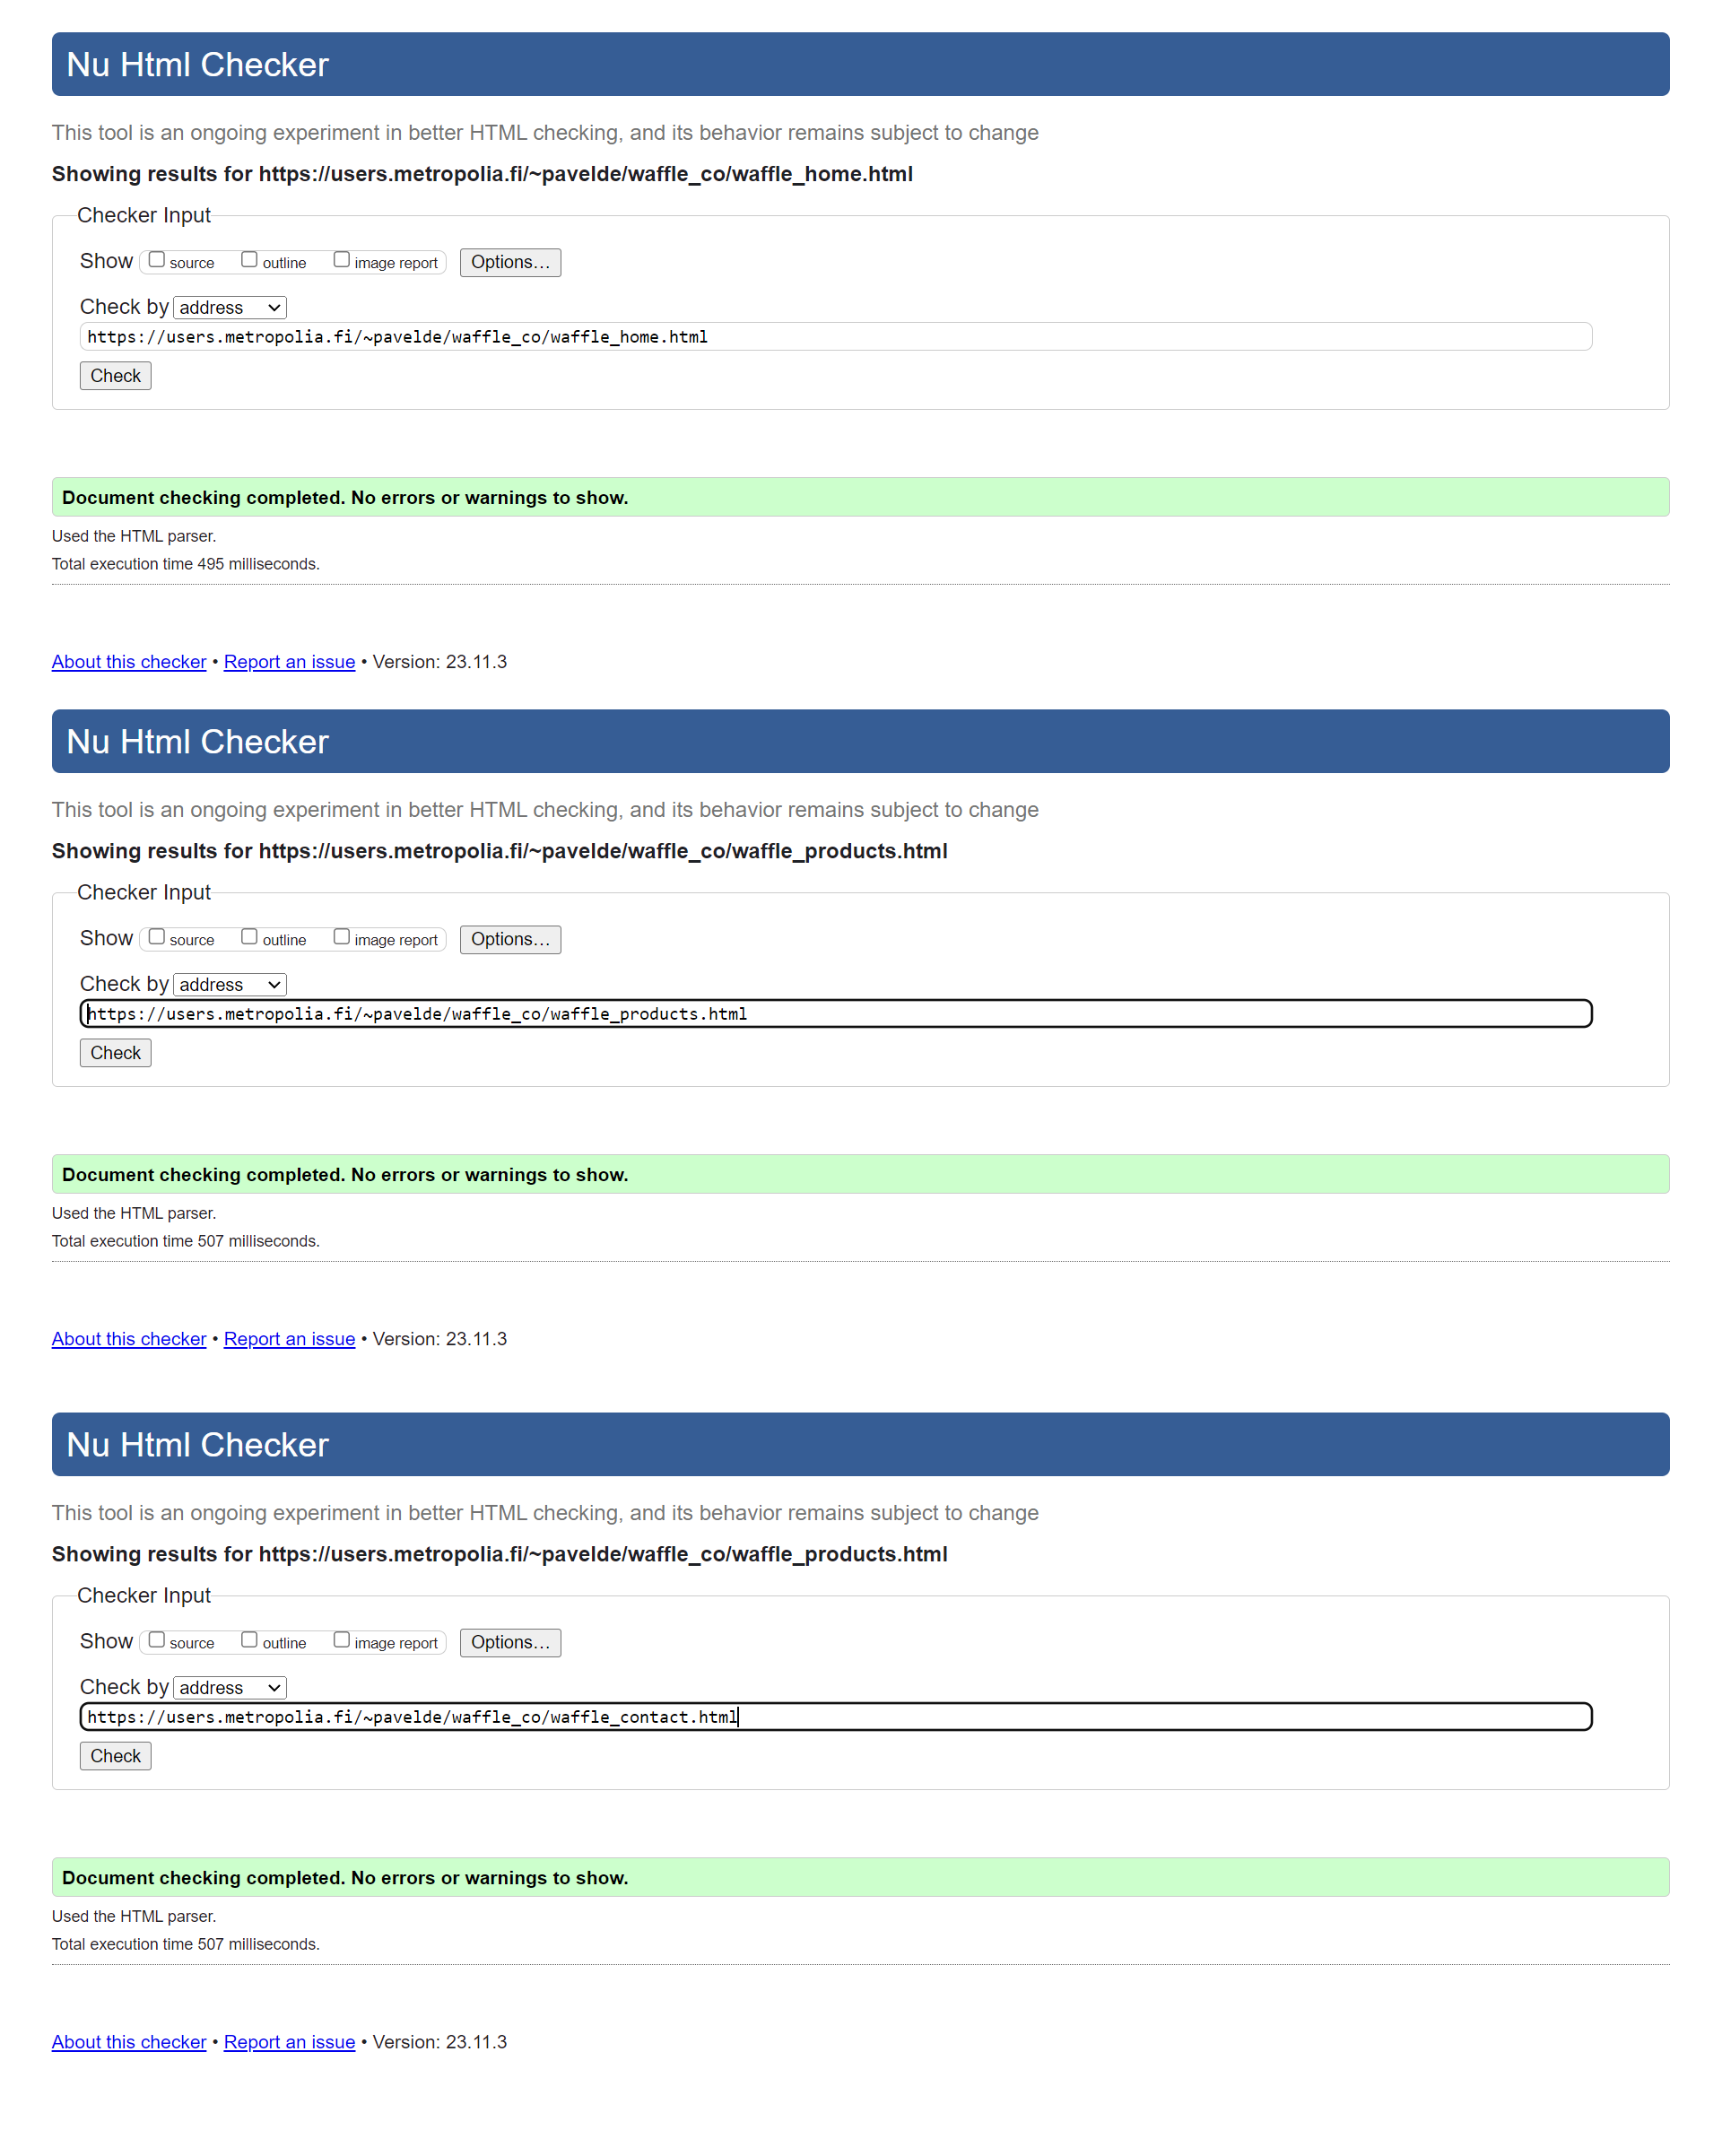 Nu Html Checker
This tool is an ongoing experiment in better HTML checking, and its behavior remains subject to change
Showing results for https://users.metropolia.fi/~pavelde/waffle_co/waffle_home.html
Checker Input
Show source outline image report Options...
Check by address
https://users.metropolia.fi/~pavelde/waffle_co/waffle_home.html
Check
Document checking completed. No errors or warnings to show.
Used the HTML parser.
Total execution time 495 milliseconds.
About this checker • Report an issue • Version: 23.11.3
Nu Html Checker
This tool is an ongoing experiment in better HTML checking, and its behavior remains subject to change
Showing results for https://users.metropolia.fi/~pavelde/waffle_co/waffle_products.html
Checker Input
Show source outline image report Options...
Check by address
https://users.metropolia.fi/~pavelde/waffle_co/waffle_products.html
Check
Document checking completed. No errors or warnings to show.
Used the HTML parser.
Total execution time 507 milliseconds.
About this checker • Report an issue • Version: 23.11.3
Nu Html Checker
This tool is an ongoing experiment in better HTML checking, and its behavior remains subject to change
Showing results for https://users.metropolia.fi/~pavelde/waffle_co/waffle_products.html
Checker Input
Show source outline image report Options...
Check by address
https://users.metropolia.fi/~pavelde/waffle_co/waffle_contact.html
Check
Document checking completed. No errors or warnings to show.
Used the HTML parser.
Total execution time 507 milliseconds.
About this checker • Report an issue • Version: 23.11.3